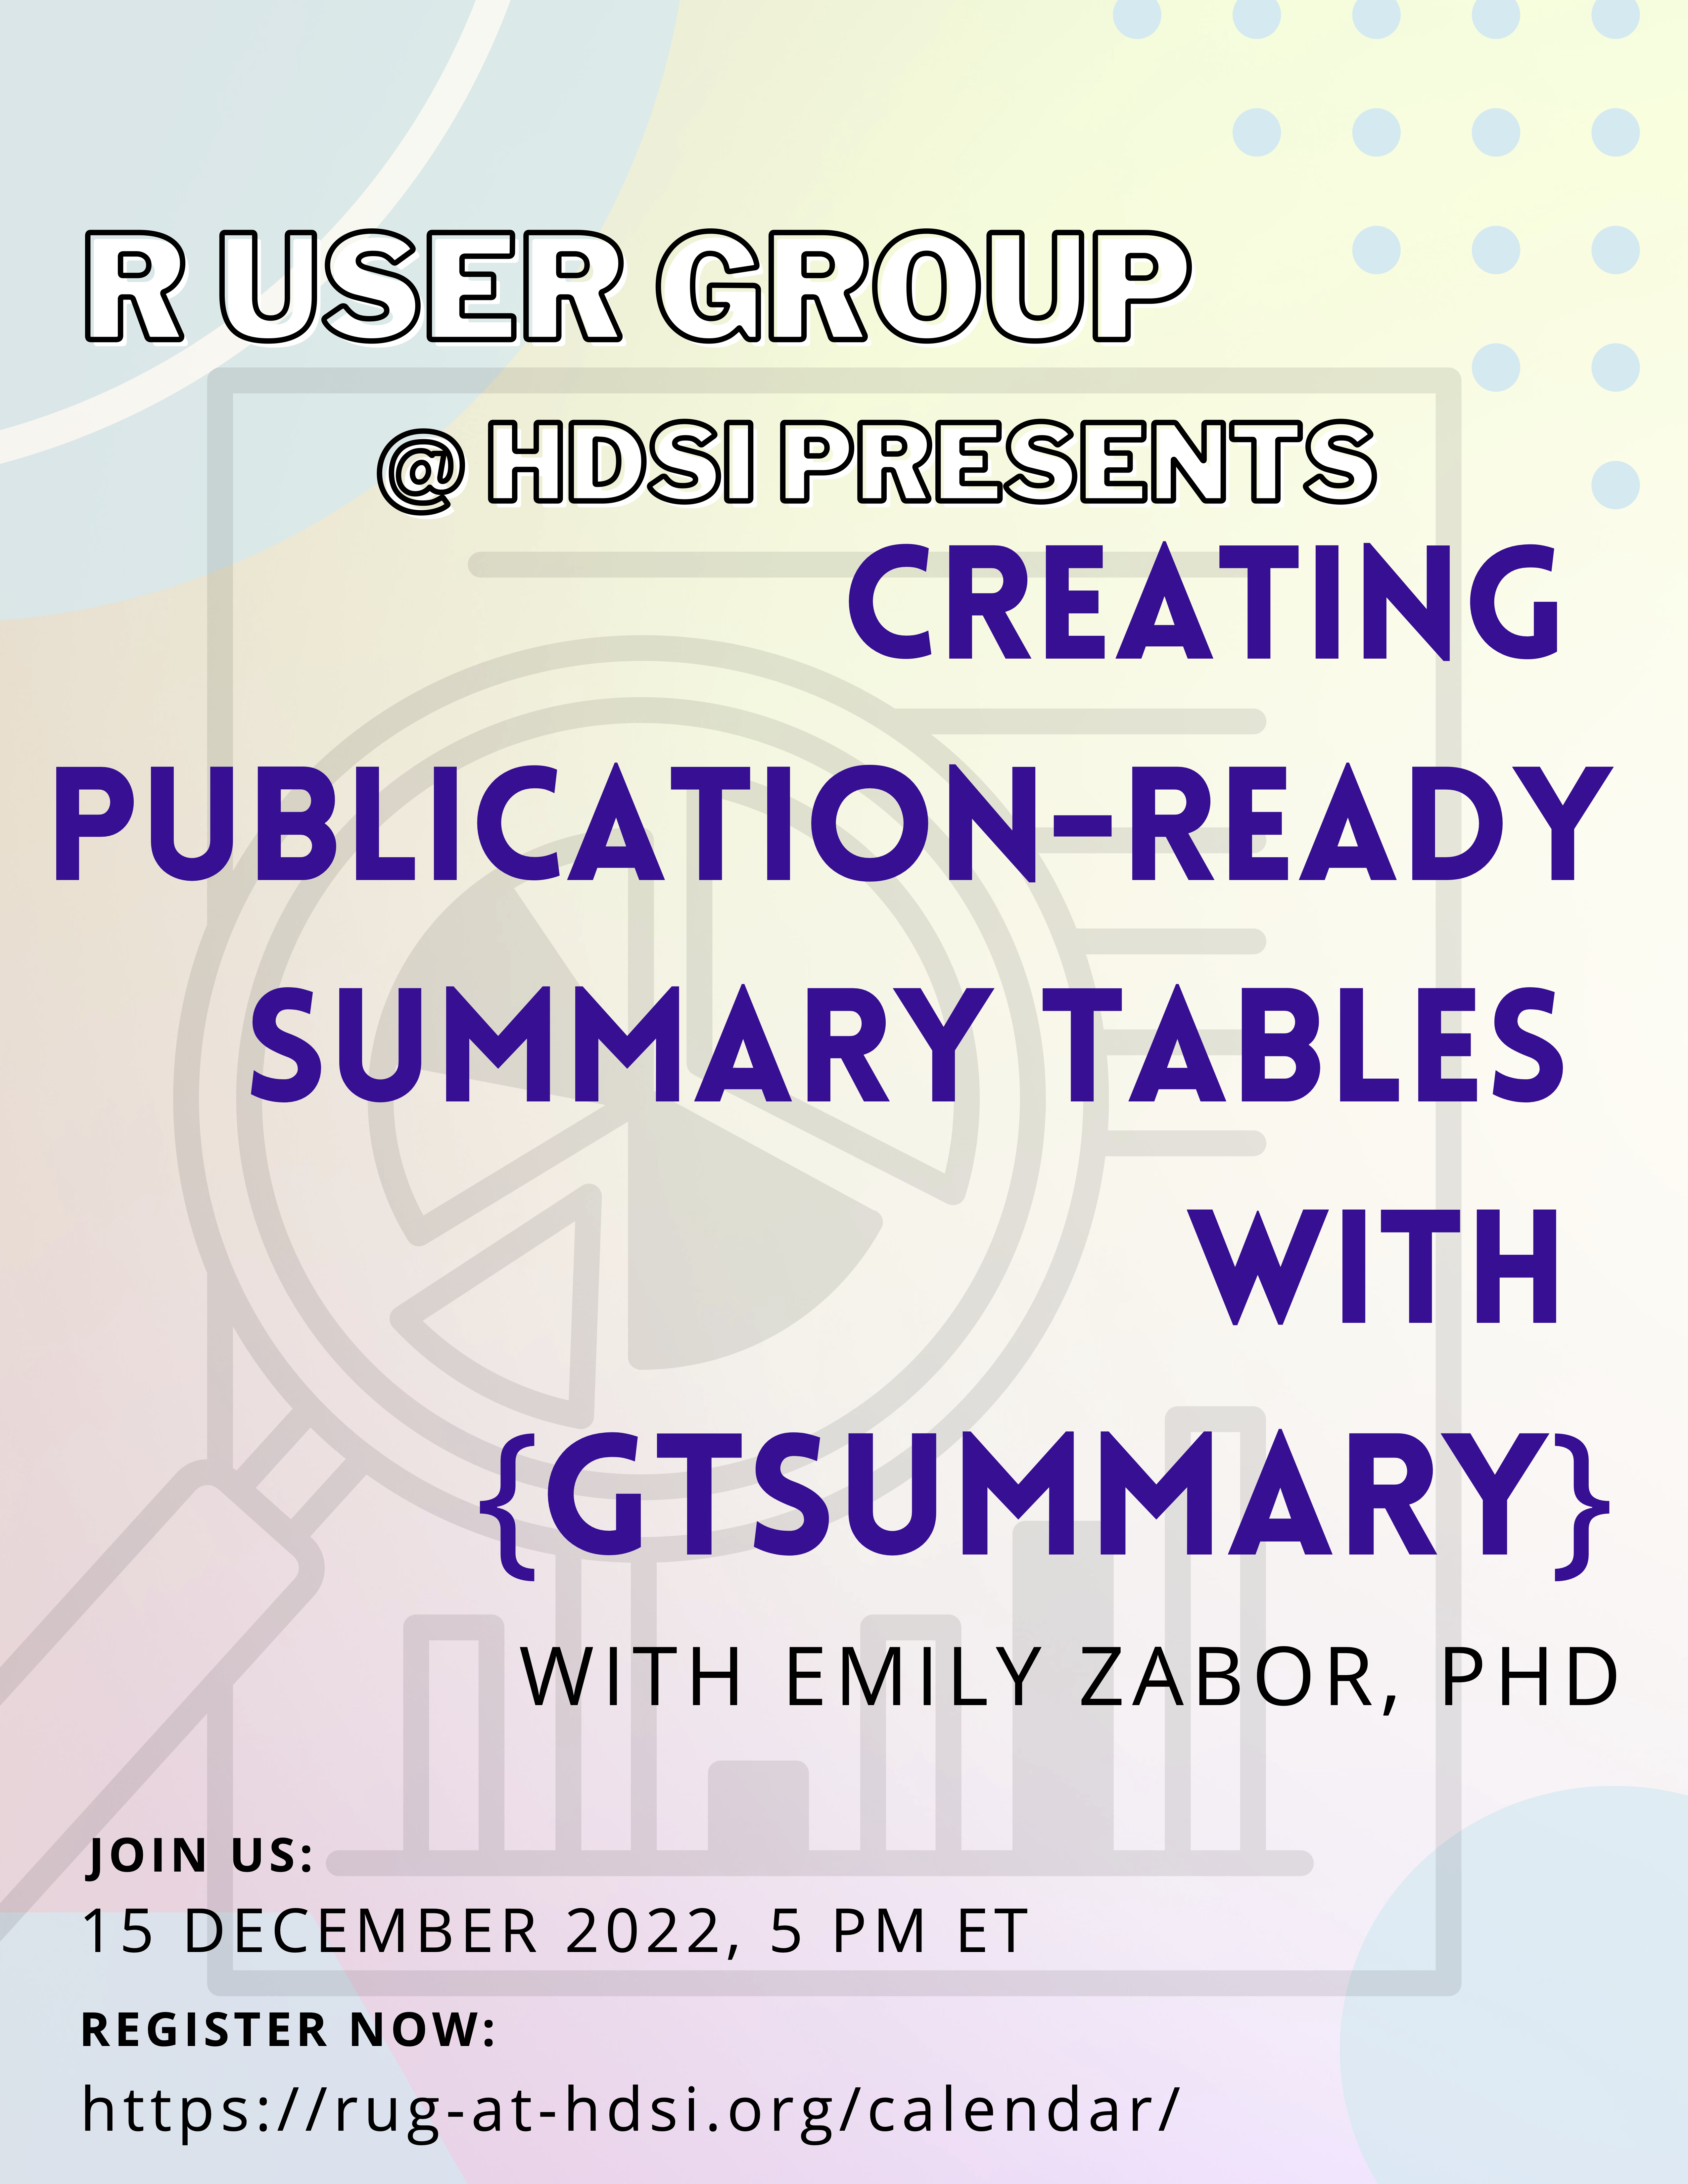 R USER GROUP
@ HDSI PRESENTS
CREATING
PUBLICATION-READY
SUMMARY TABLES
WITH
{GTSUMMARY}
WITH EMILY ZABOR, PHD
JOIN US:
15 DECEMBER 2022, 5 PM ET
REGISTER NOW:
https://rug-at-hdsi.org/calendar/